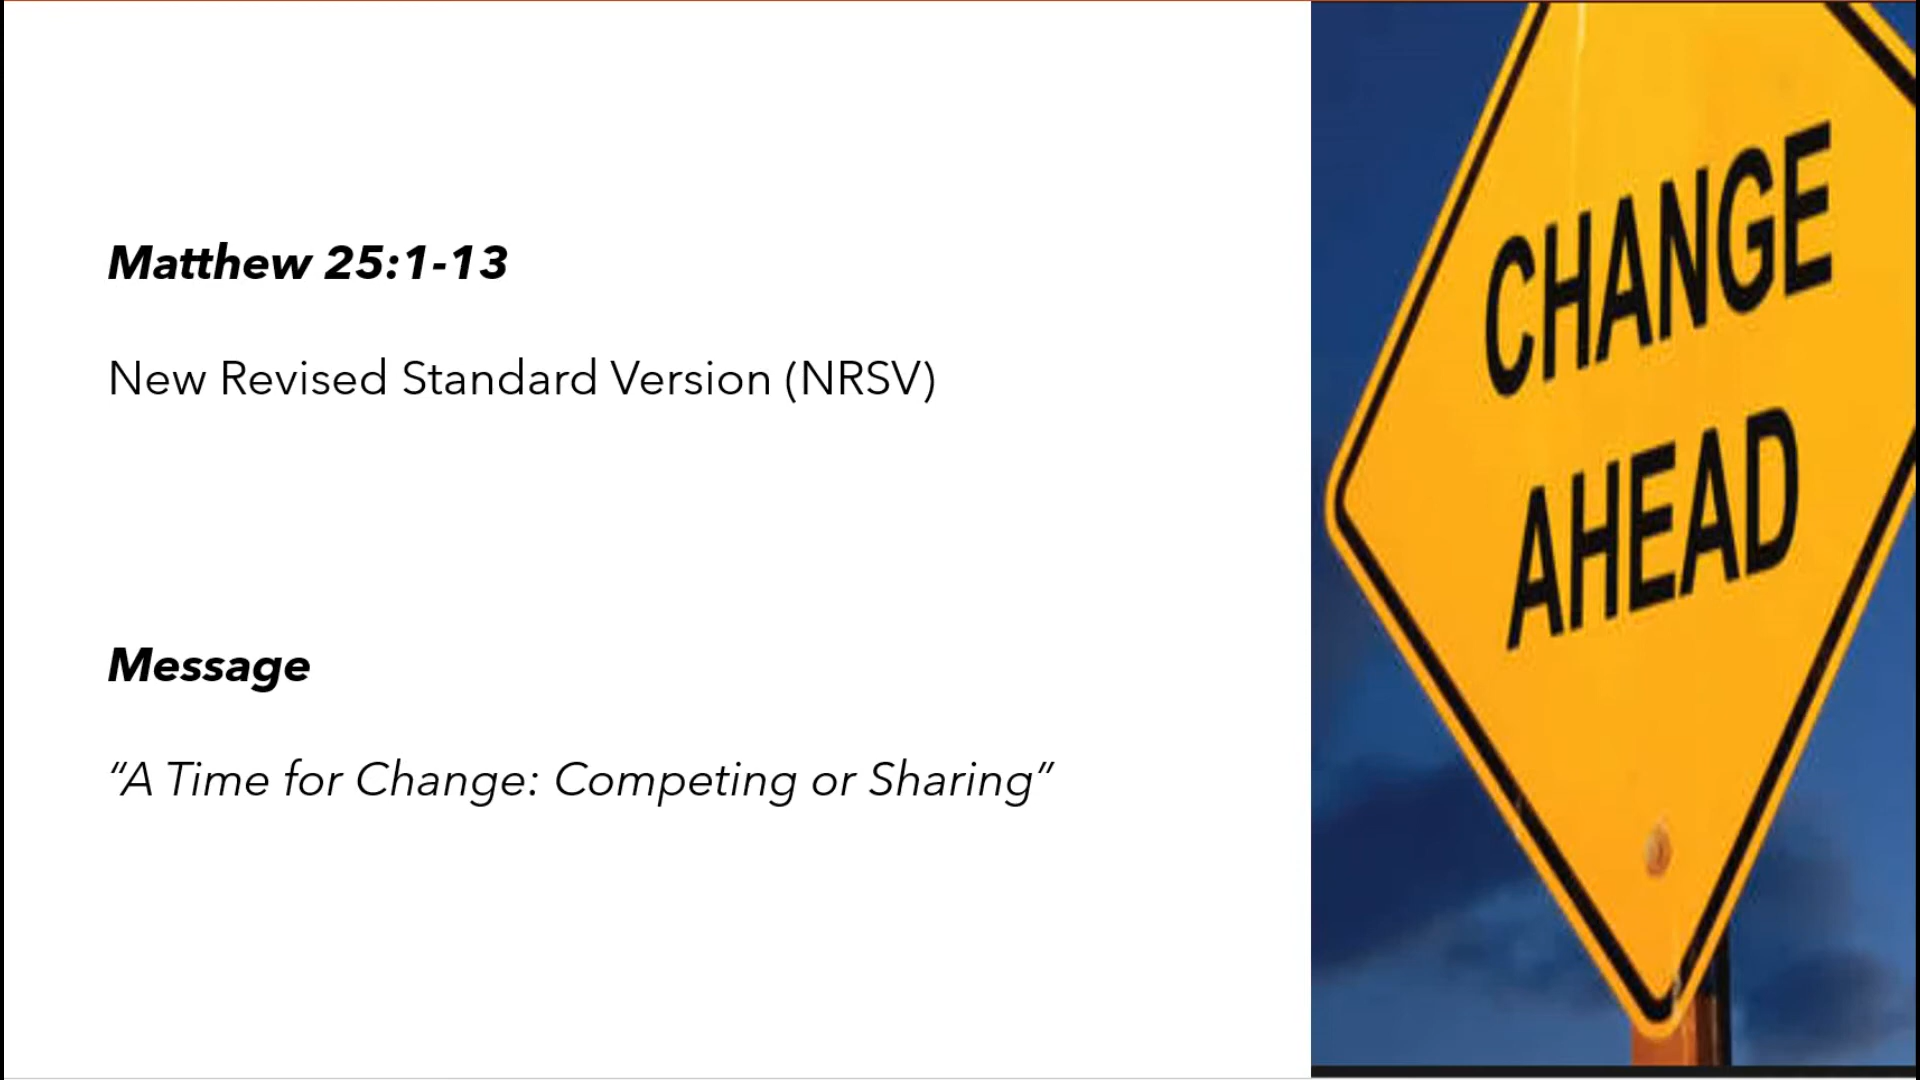 Matthew 25:1-13
New Revised Standard Version (NRSV)
Message
“A Time for Change: Competing or Sharing”
CHANGE
AHEAD